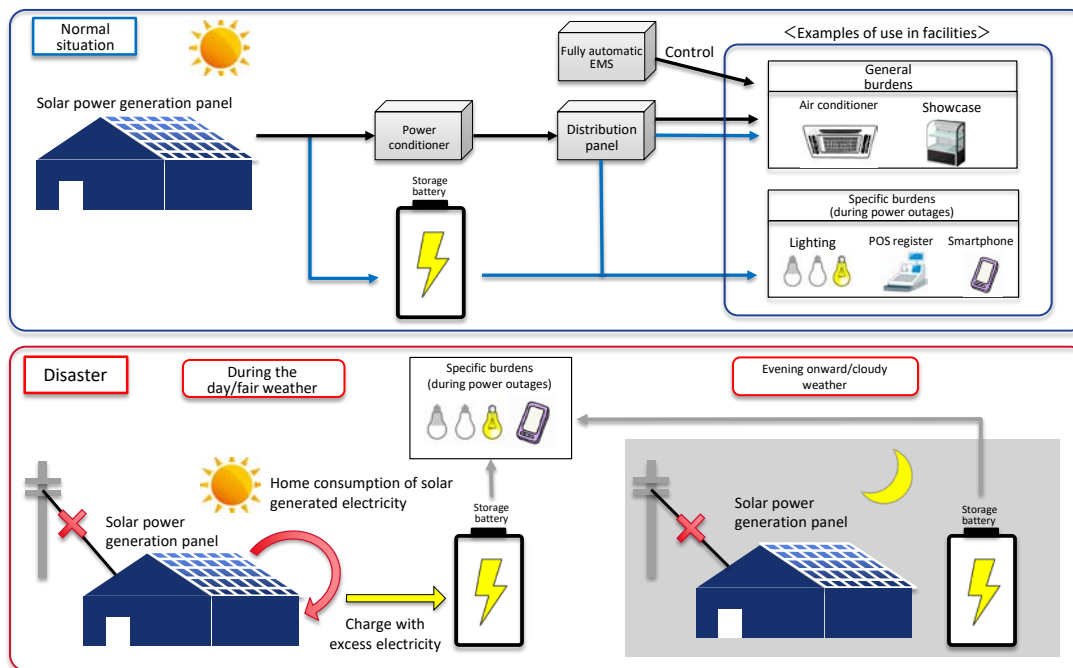 Normal
situation
Solar power generation panel
Power
conditioner
Storage
battery
Fully automatic
EMS
Control
Distribution
panel
<Examples of use in facilities>
General
burdens
Air conditioner
Showcase
Specific burdens
(during power outages)
Lighting
POS register
Smartphone
Disaster
During the
day/fair weather
Specific burdens
(during power outages)
Evening onward/cloudy
weather
Home consumption of solar
generated electricity
Solar power
generation panel
Storage
battery
Charge with
excess electricity
Solar power
generation panel
Storage
battery